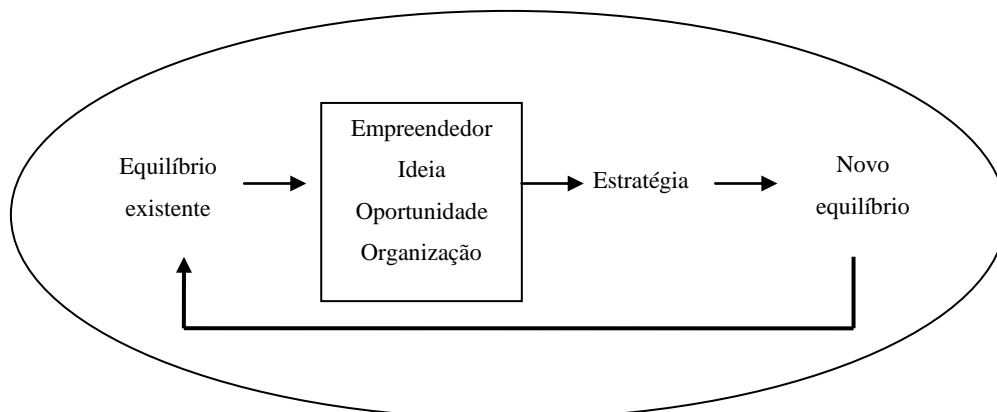 Equilíbrio
existente
Empreendedor
Ideia
Oportunidade
Organização
Estratégia
Novo
equilíbrio